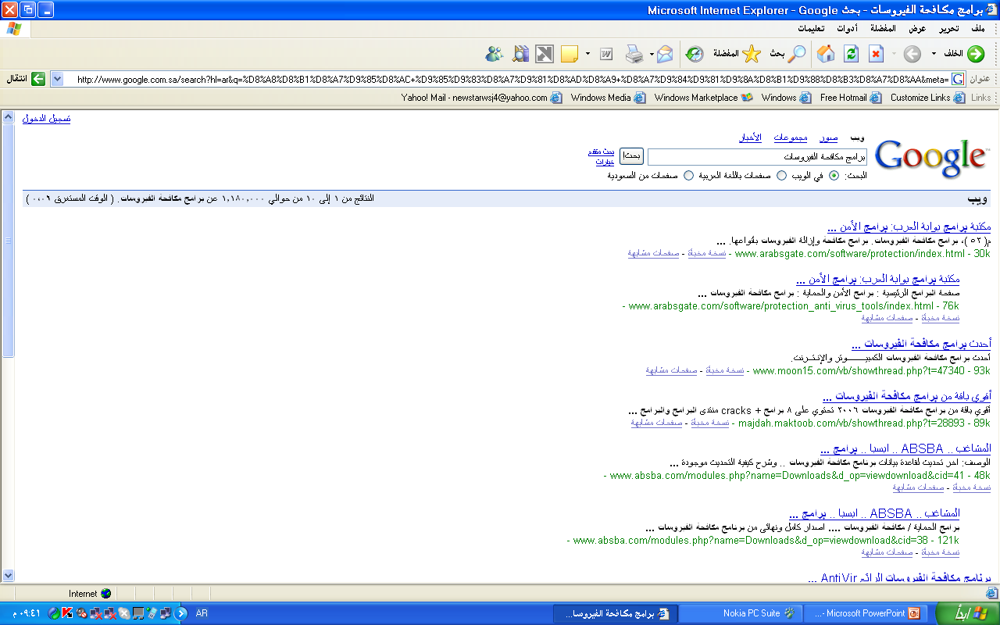 برامج مكافحة الفيروسات - بحث Google - Microsoft Internet Explorer
ملف تحرير عرض المفضلة أدوات تعليمات
الخلف بحث المفضلة
عنوان http://www.google.com.sa/search?hl=ar&q=%D8%A8%D8%B1%D8%A7%D9%85%D8%AC+%D9%85%D9%83%D8%A7%D9%81%D8%AD%D8%A9+%D8%A7%D9%84%D9%81%D9%8A%D8%B1%D9%88%D8%B3%D8%A7%D8%AA&meta= انتقال
Links Customize Links Free Hotmail Windows Windows Marketplace Windows Media Yahoo! Mail - newstarwsj4@yahoo.com
تسجيل الدخول
ويب صور مجموعات الأخبار
Google™ برامج مكافحة الفيروسات بحث! بحث متقدم
خيارات
البحث: في الويب صفحات باللغة العربية صفحات من السعودية
ويب النتائج من ١ إلى ١٠ من حوالي ١,١٨٠,٠٠٠ عن برامج مكافحة الفيروسات. ( الوقت المستغرق ٠,٠٦ )
مكتبة برامج بوابة العرب: برامج الأمن ...
م( ٥٢ )، برامج مكافحة الفيروسات. برامج مكافحة وإزالة الفيروسات بأنواعها. ...
www.arabsgate.com/software/protection/index.html - 30k - نسخة مخبأة - صفحات مشابهة
مكتبة برامج بوابة العرب: برامج الأمن ...
صفحة البرامج الرئيسية : برامج الأمن والحماية : برامج مكافحة الفيروسات ...
www.arabsgate.com/software/protection_anti_virus_tools/index.html - 76k -
نسخة مخبأة - صفحات مشابهة
أحدث برامج مكافحة الفيروسات ...
أحدث برامج مكافحة الفيروسات الكمبيـــــــوتر والإنـتـرنت.
www.moon15.com/vb/showthread.php?t=47340 - 93k - نسخة مخبأة - صفحات مشابهة
أقوي باقة من برامج مكافحة الفيروسات ...
أقوي باقة من برامج مكافحة الفيروسات ٢٠٠٦ تحتوي على ٨ برامج + cracks منتدى البرامج والبرامج ...
majdah.maktoob.com/vb/showthread.php?t=28893 - 89k - نسخة مخبأة - صفحات مشابهة
المشاغب .. ABSBA .. ابسبا .. برامج ...
الوصف: اخر تحديث لقاعدة بيانات برنامج مكافحة الفيروسات .. وشرح كيفية التحديث موجودة ...
www.absba.com/modules.php?name=Downloads&d_op=viewdownload&cid=41 - 48k -
نسخة مخبأة - صفحات مشابهة
المشاغب .. ABSBA .. ابسبا .. برامج ...
برامج الحماية / مكافحة الفيروسات .... اصدار كامل ونهائى من برنامج مكافحة الفيروسات ...
www.absba.com/modules.php?name=Downloads&d_op=viewdownload&cid=38 - 121k -
نسخة مخبأة - صفحات مشابهة
برنامج مكافحة الفيروسات الرائع AntiVir ...
Internet
ابدأ Microsoft PowerPoint -... Nokia PC Suite برامج مكافحة الفيروسا... AR ٠٩:٤٦ م